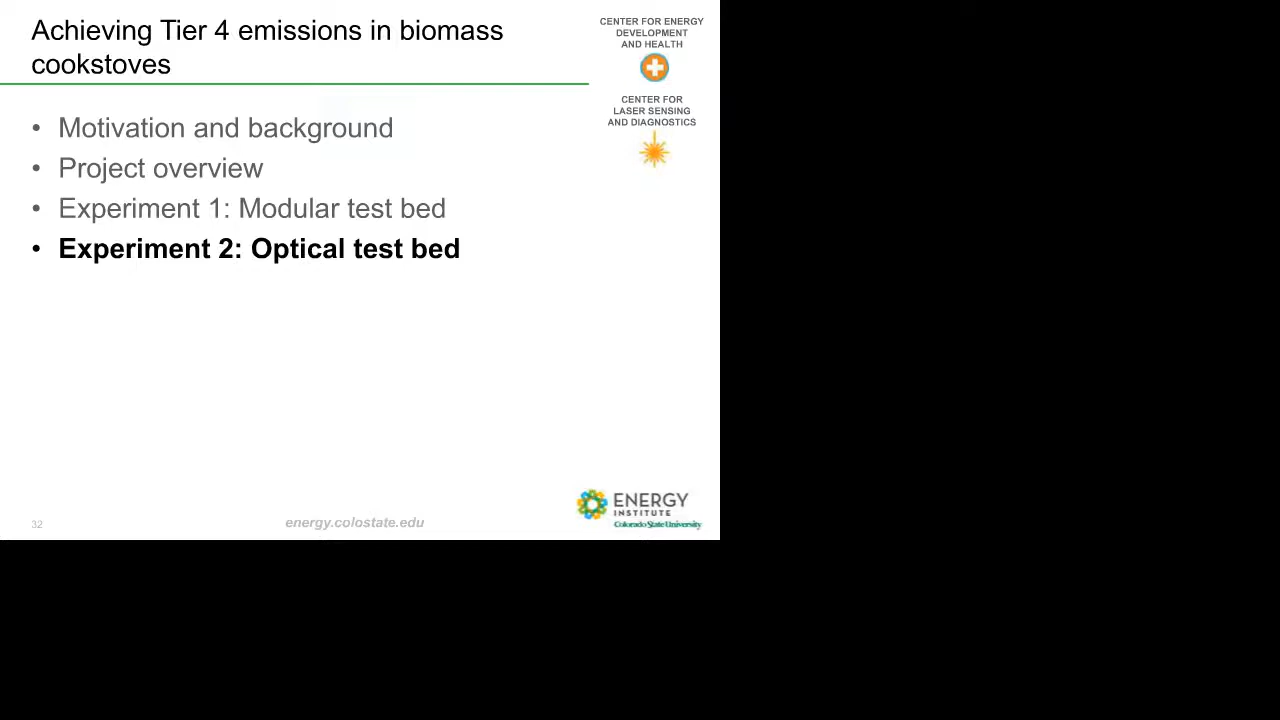 Achieving Tier 4 emissions in biomass
cookstoves
CENTER FOR ENERGY
DEVELOPMENT
AND HEALTH
CENTER FOR
LASER SENSING
AND DIAGNOSTICS
• Motivation and background
• Project overview
• Experiment 1: Modular test bed
• Experiment 2: Optical test bed
32
energy.colostate.edu
ENERGY
INSTITUTE
Colorado State University